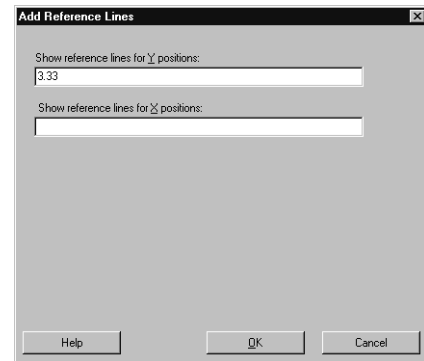 Add Reference Lines
Show reference lines for Y positions:
3.33
Show reference lines for X positions:
Help
OK
Cancel